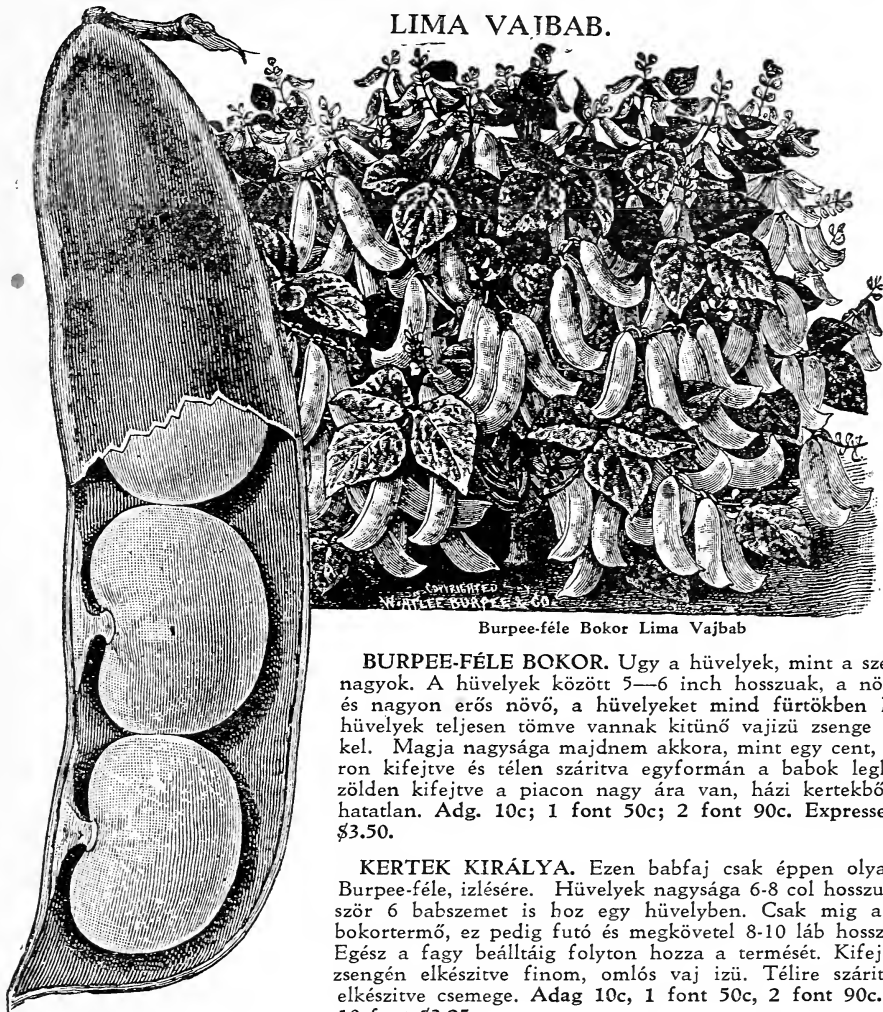 LIMA VAJBAB.
COPYRIGHTED
W. ATLEE BURPEE & CO.
Burpee-féle Bokor Lima Vajbab
BURPEE-FÉLE BOKOR. Ugy a hüvelyek, mint a
nagyok. A hüvelyek között 5—6 inch hosszuak, a
és nagyon erős növő, a hüvelyeket mind fürtökben
hüvelyek teljesen tömve vannak kitünő vajizü zsenge
kel. Magja nagysága majdnem akkora, mint egy cent,
ron kifejtve és télen száritva egyformán a babok
zölden kifejtve a piacon nagy ára van, házi
hatatlan. Adg. 10c; 1 font 50c; 2 font 90c.
$3.50.
KERTEK KIRÁLYA. Ezen babfaj csak éppen
Burpee-féle, izlésére. Hüvelyek nagysága 6-8 col
ször 6 babszemet is hoz egy hüvelyben. Csak mig a
bokortermő, ez pedig futó és megkövetel 8-10 láb
Egész a fagy beálltáig folyton hozza a termését.
zsengén elkészitve finom, omlós vaj izü. Télire
elkészitve csemege. Adag 10c, 1 font 50c, 2 font 90c.